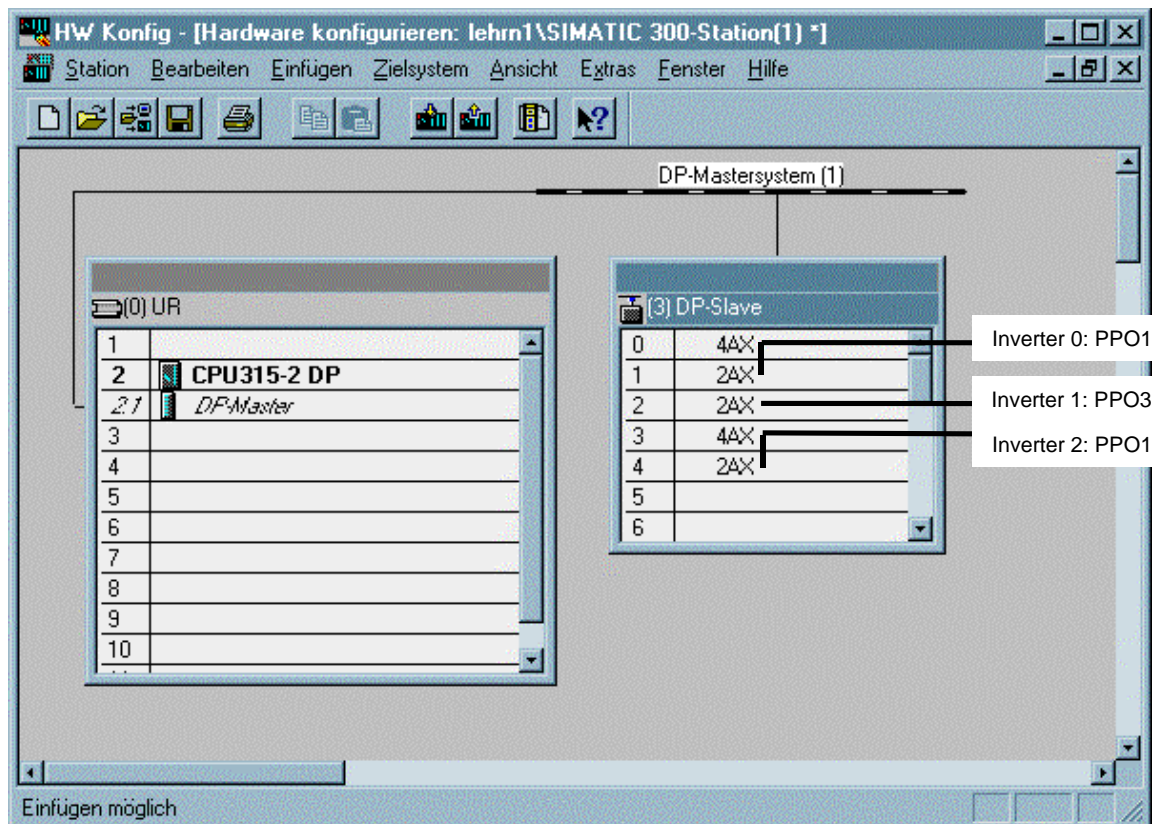 HW Konfig - [Hardware konfigurieren: lehrn1\SIMATIC 300-Station(1) *]
Station Bearbeiten Einfügen Zielsystem Ansicht Extras Fenster Hilfe
DP-Mastersystem (1)
(0) UR
1
2 CPU315-2 DP
2.1 DP-Master
3
4
5
6
7
8
9
10
(3) DP-Slave
0 4AX
1 2AX
2 2AX
3 4AX
4 2AX
5
6
Inverter 0: PPO1
Inverter 1: PPO3
Inverter 2: PPO1
Einfügen möglich